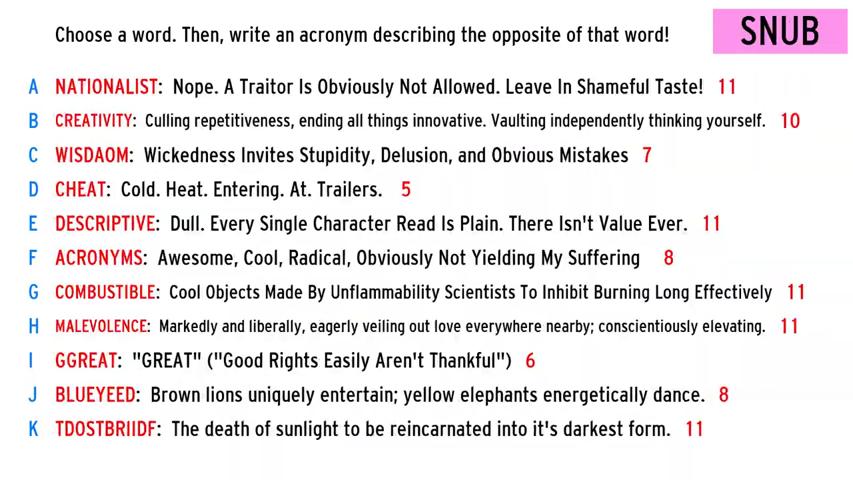 Choose a word. Then, write an acronym describing the opposite of that word!
SNUB
A NATIONALIST: Nope. A Traitor Is Obviously Not Allowed. Leave In Shameful Taste! 11
B CREATIVITY: Culling repetitiveness, ending all things innovative. Vaulting independently thinking yourself. 10
C WISDAOM: Wickedness Invites Stupidity, Delusion, and Obvious Mistakes 7
D CHEAT: Cold. Heat. Entering. At. Trailers. 5
E DESCRIPTIVE: Dull. Every Single Character Read Is Plain. There Isn't Value Ever. 11
F ACRONYMS: Awesome, Cool, Radical, Obviously Not Yielding My Suffering 8
G COMBUSTIBLE: Cool Objects Made By Unflammability Scientists To Inhibit Burning Long Effectively 11
H MALEVOLENCE: Markedly and liberally, eagerly veiling out love everywhere nearby; conscientiously elevating. 11
I GGREAT: "GREAT" ("Good Rights Easily Aren't Thankful") 6
J BLUEYEED: Brown lions uniquely entertain; yellow elephants energetically dance. 8
K TDOSTBRIIDF: The death of sunlight to be reincarnated into it's darkest form. 11